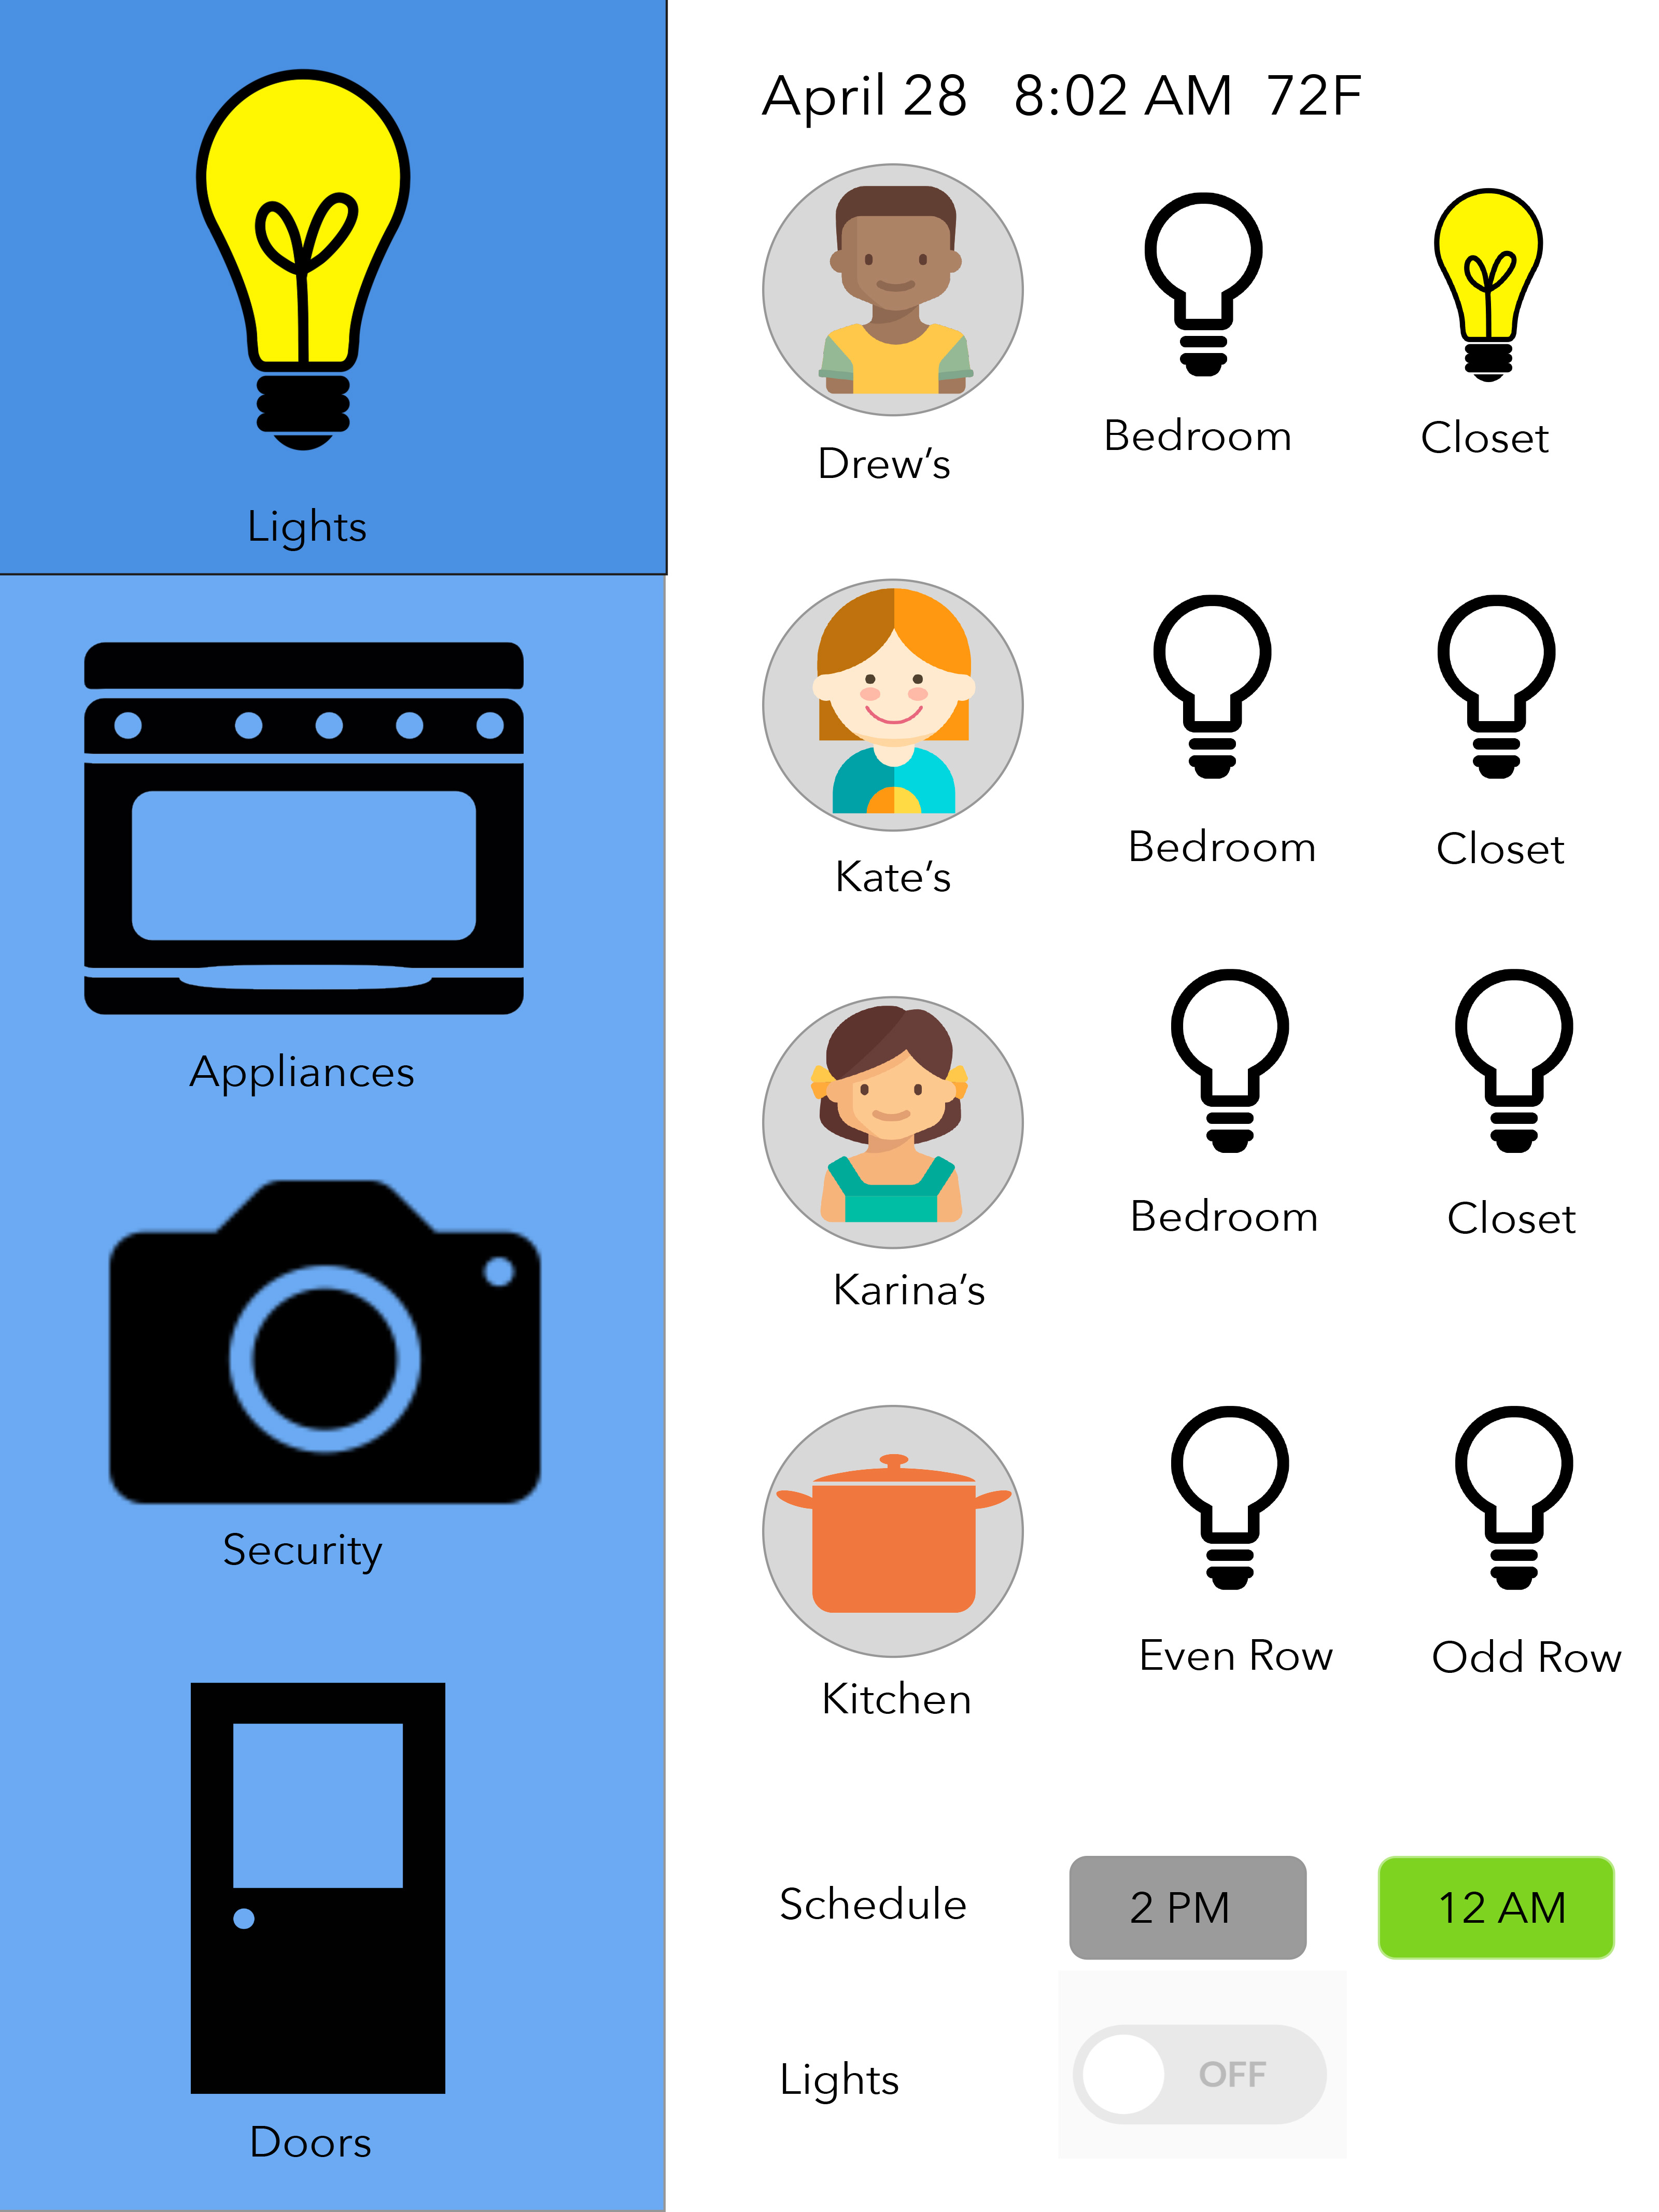 Lights
Appliances
Security
Doors
April 28 8:02 AM 72F
Drew’s
Bedroom
Closet
Kate’s
Bedroom
Closet
Karina’s
Bedroom
Closet
Kitchen
Even Row
Odd Row
Schedule
2 PM
12 AM
Lights
OFF